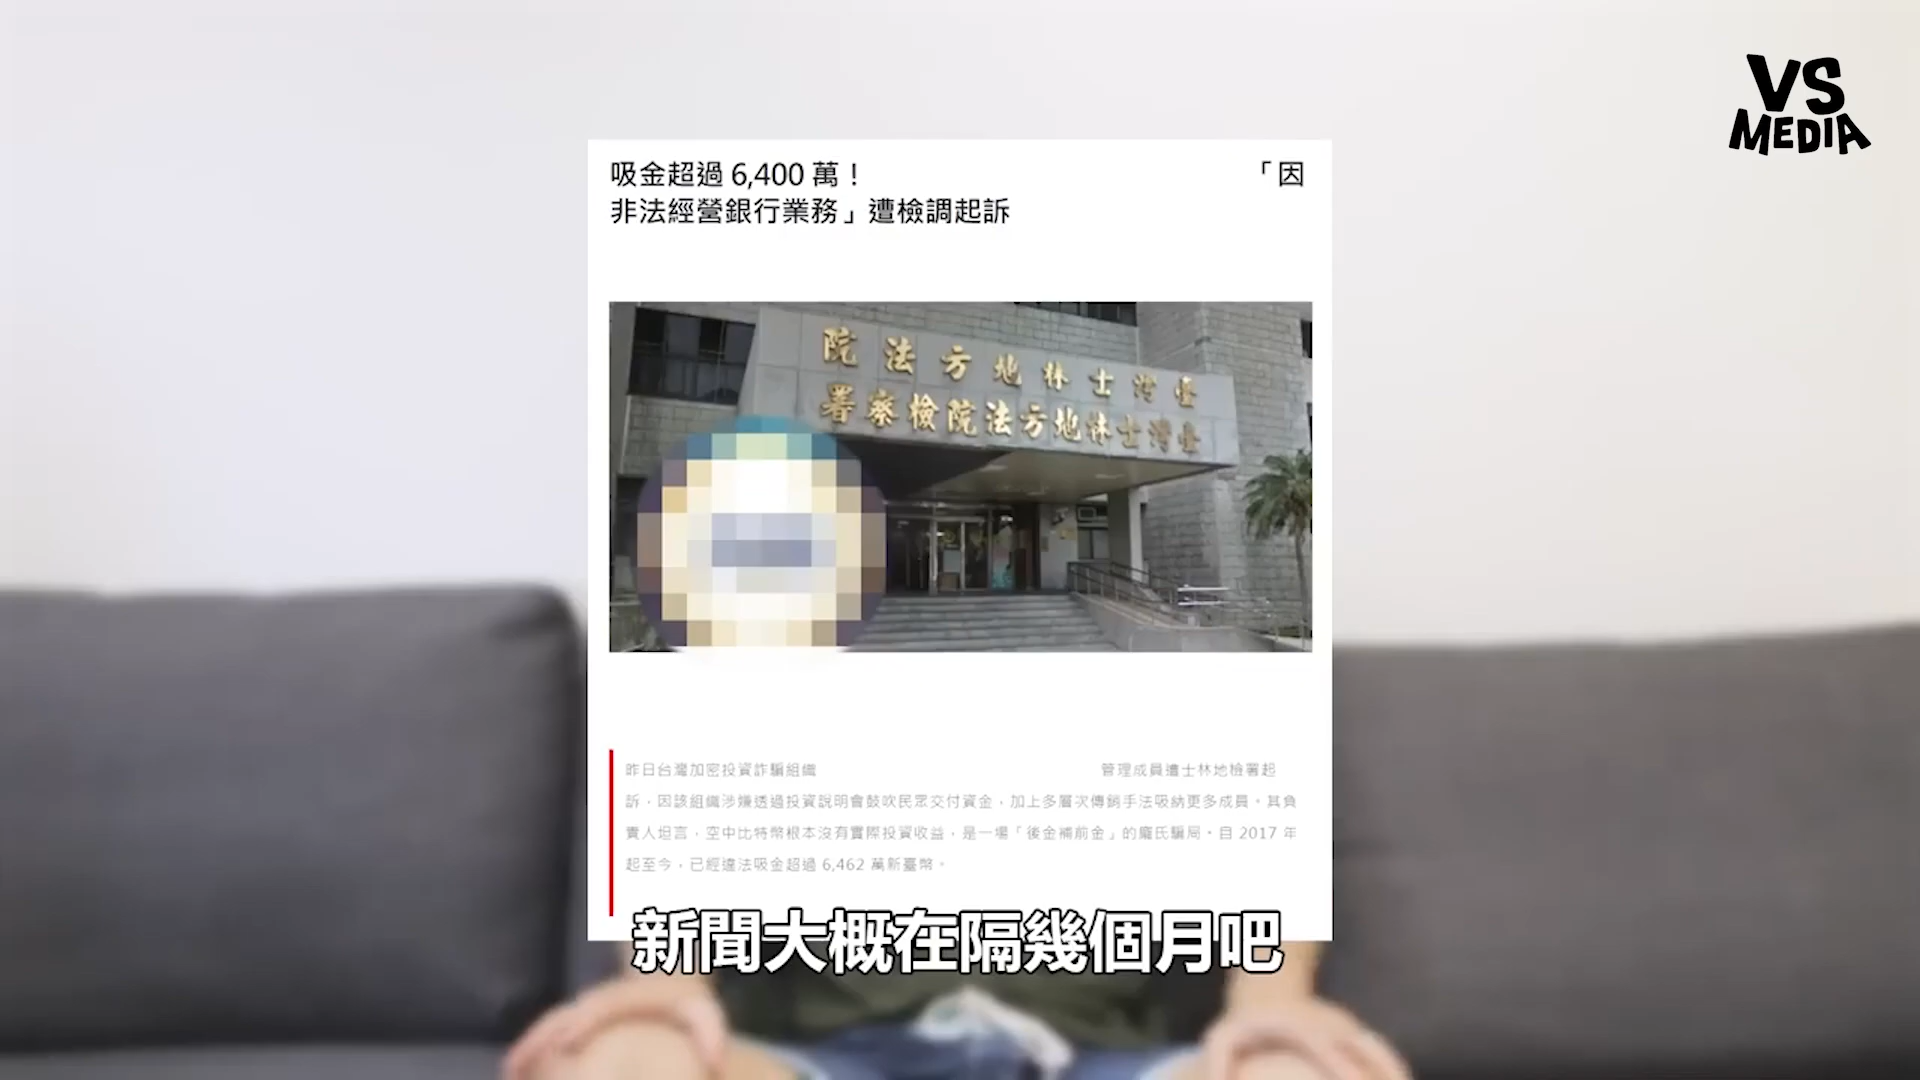 VS
MEDIA
吸金超過 6,400 萬！ 「因
非法經營銀行業務」遭檢調起訴
院法方地林士灣臺
署察檢院法方地林士灣臺
昨日台灣加密投資詐騙組織 管理成員遭士林地檢署起
訴，因該組織涉嫌透過投資說明會鼓吹民眾交付資金，加上多層次傳銷手法吸納更多成員。其負
責人坦言，空中比特幣根本沒有實際投資收益，是一場「後金補前金」的龐氏騙局。自 2017 年
起至今，已經違法吸金超過 6,462 萬新臺幣。
新聞大概在隔幾個月吧